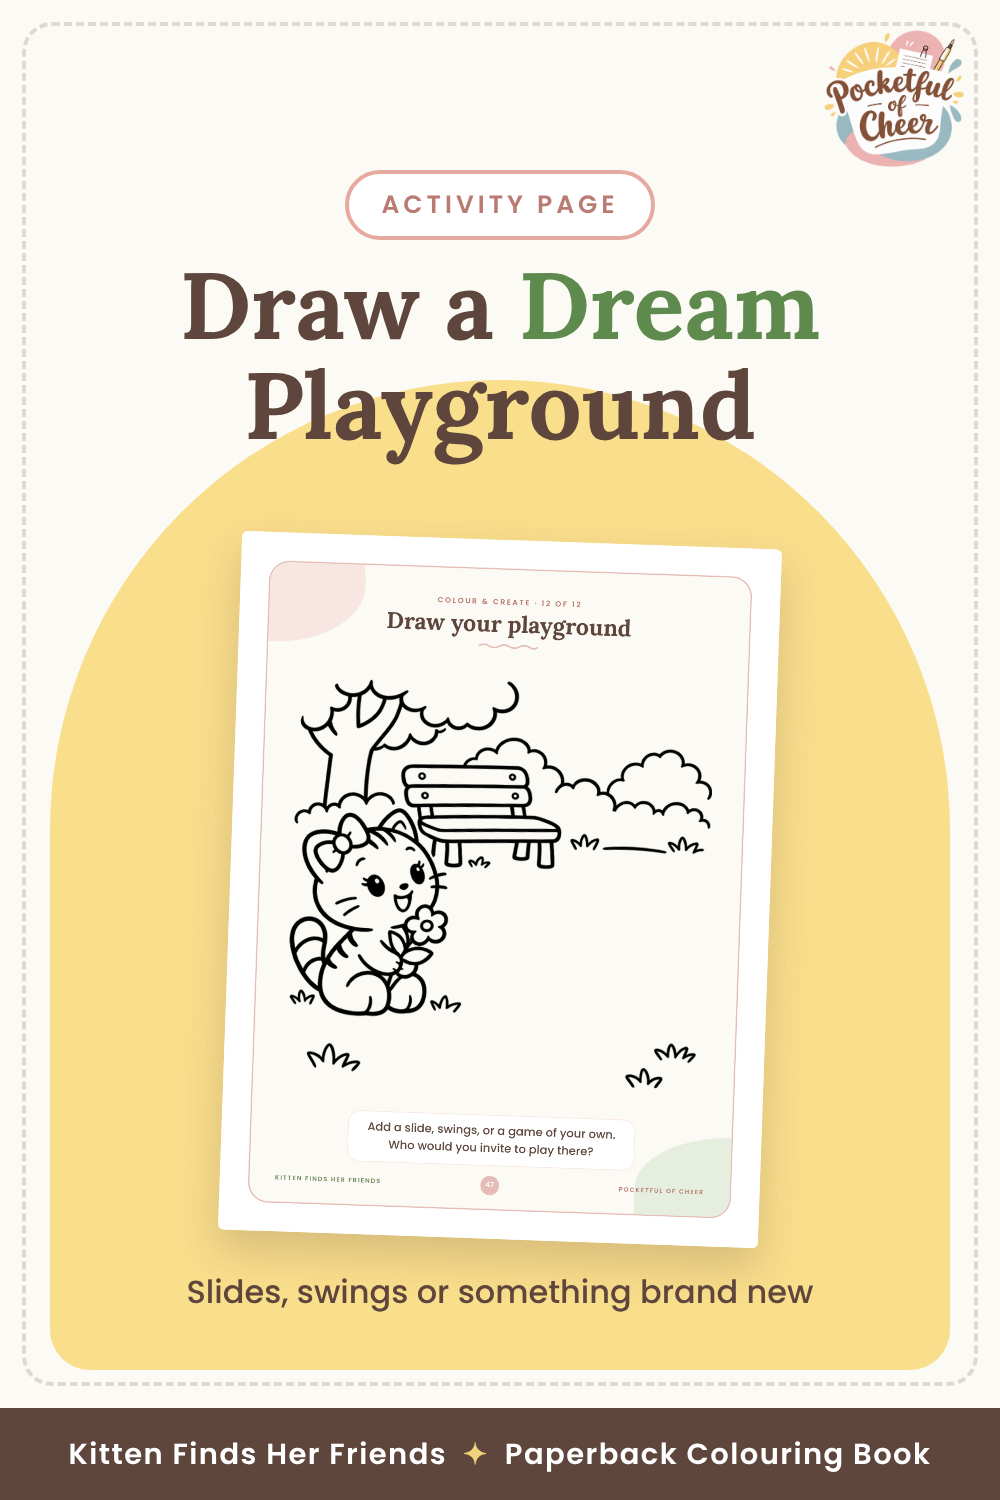 Pocketful
of
Cheer
ACTIVITY PAGE
Draw a Dream
Playground
COLOUR & CREATE · 12 OF 12
Draw your playground
Add a slide, swings, or a game of your own.
Who would you invite to play there?
KITTEN FINDS HER FRIENDS
47
POCKETFUL OF CHEER
Slides, swings or something brand new
Kitten Finds Her Friends ✦ Paperback Colouring Book